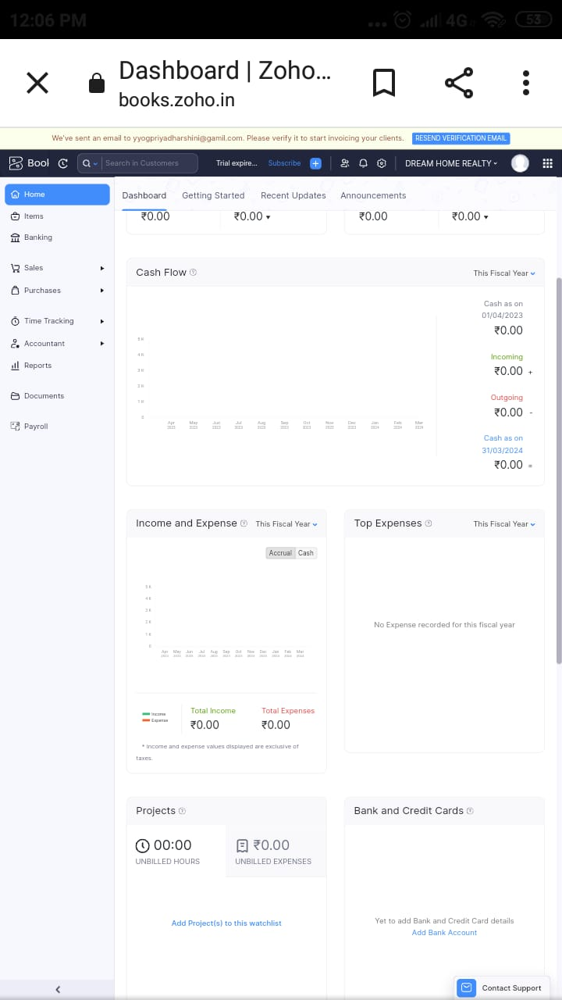 12:06 PM
4G
53
Dashboard | Zoho...
books.zoho.in
We've sent an email to yyogpriyadharshini@gamil.com. Please verify it to start invoicing your clients. RESEND VERIFICATION EMAIL
Bool
Search in Customers
Trial expire... Subscribe
DREAM HOME REALTY
Home
Items
Banking
Sales
Purchases
Time Tracking
Accountant
Reports
Documents
Payroll
Dashboard Getting Started Recent Updates Announcements
₹0.00 ₹0.00 ₹0.00 ₹0.00
Cash Flow
This Fiscal Year
5 K
4 K
3 K
2 K
1 K
0
Apr 2023 May 2023 Jun 2023 Jul 2023 Aug 2023 Sep 2023 Oct 2023 Nov 2023 Dec 2023 Jan 2024 Feb 2024 Mar 2024
Cash as on
01/04/2023
₹0.00
Incoming
₹0.00 +
Outgoing
₹0.00 -
Cash as on
31/03/2024
₹0.00 =
Income and Expense
This Fiscal Year
Accrual Cash
5 K
4 K
3 K
2 K
1 K
0
Apr 2023 May 2023 Jun 2023 Jul 2023 Aug 2023 Sep 2023 Oct 2023 Nov 2023 Dec 2023 Jan 2024 Feb 2024 Mar 2024
Income
Expense
Total Income
₹0.00
Total Expenses
₹0.00
* Income and expense values displayed are exclusive of
taxes.
Top Expenses
This Fiscal Year
No Expense recorded for this fiscal year
Projects
00:00
UNBILLED HOURS
₹0.00
UNBILLED EXPENSES
Add Project(s) to this watchlist
Bank and Credit Cards
Yet to add Bank and Credit Card details
Add Bank Account
Contact Support